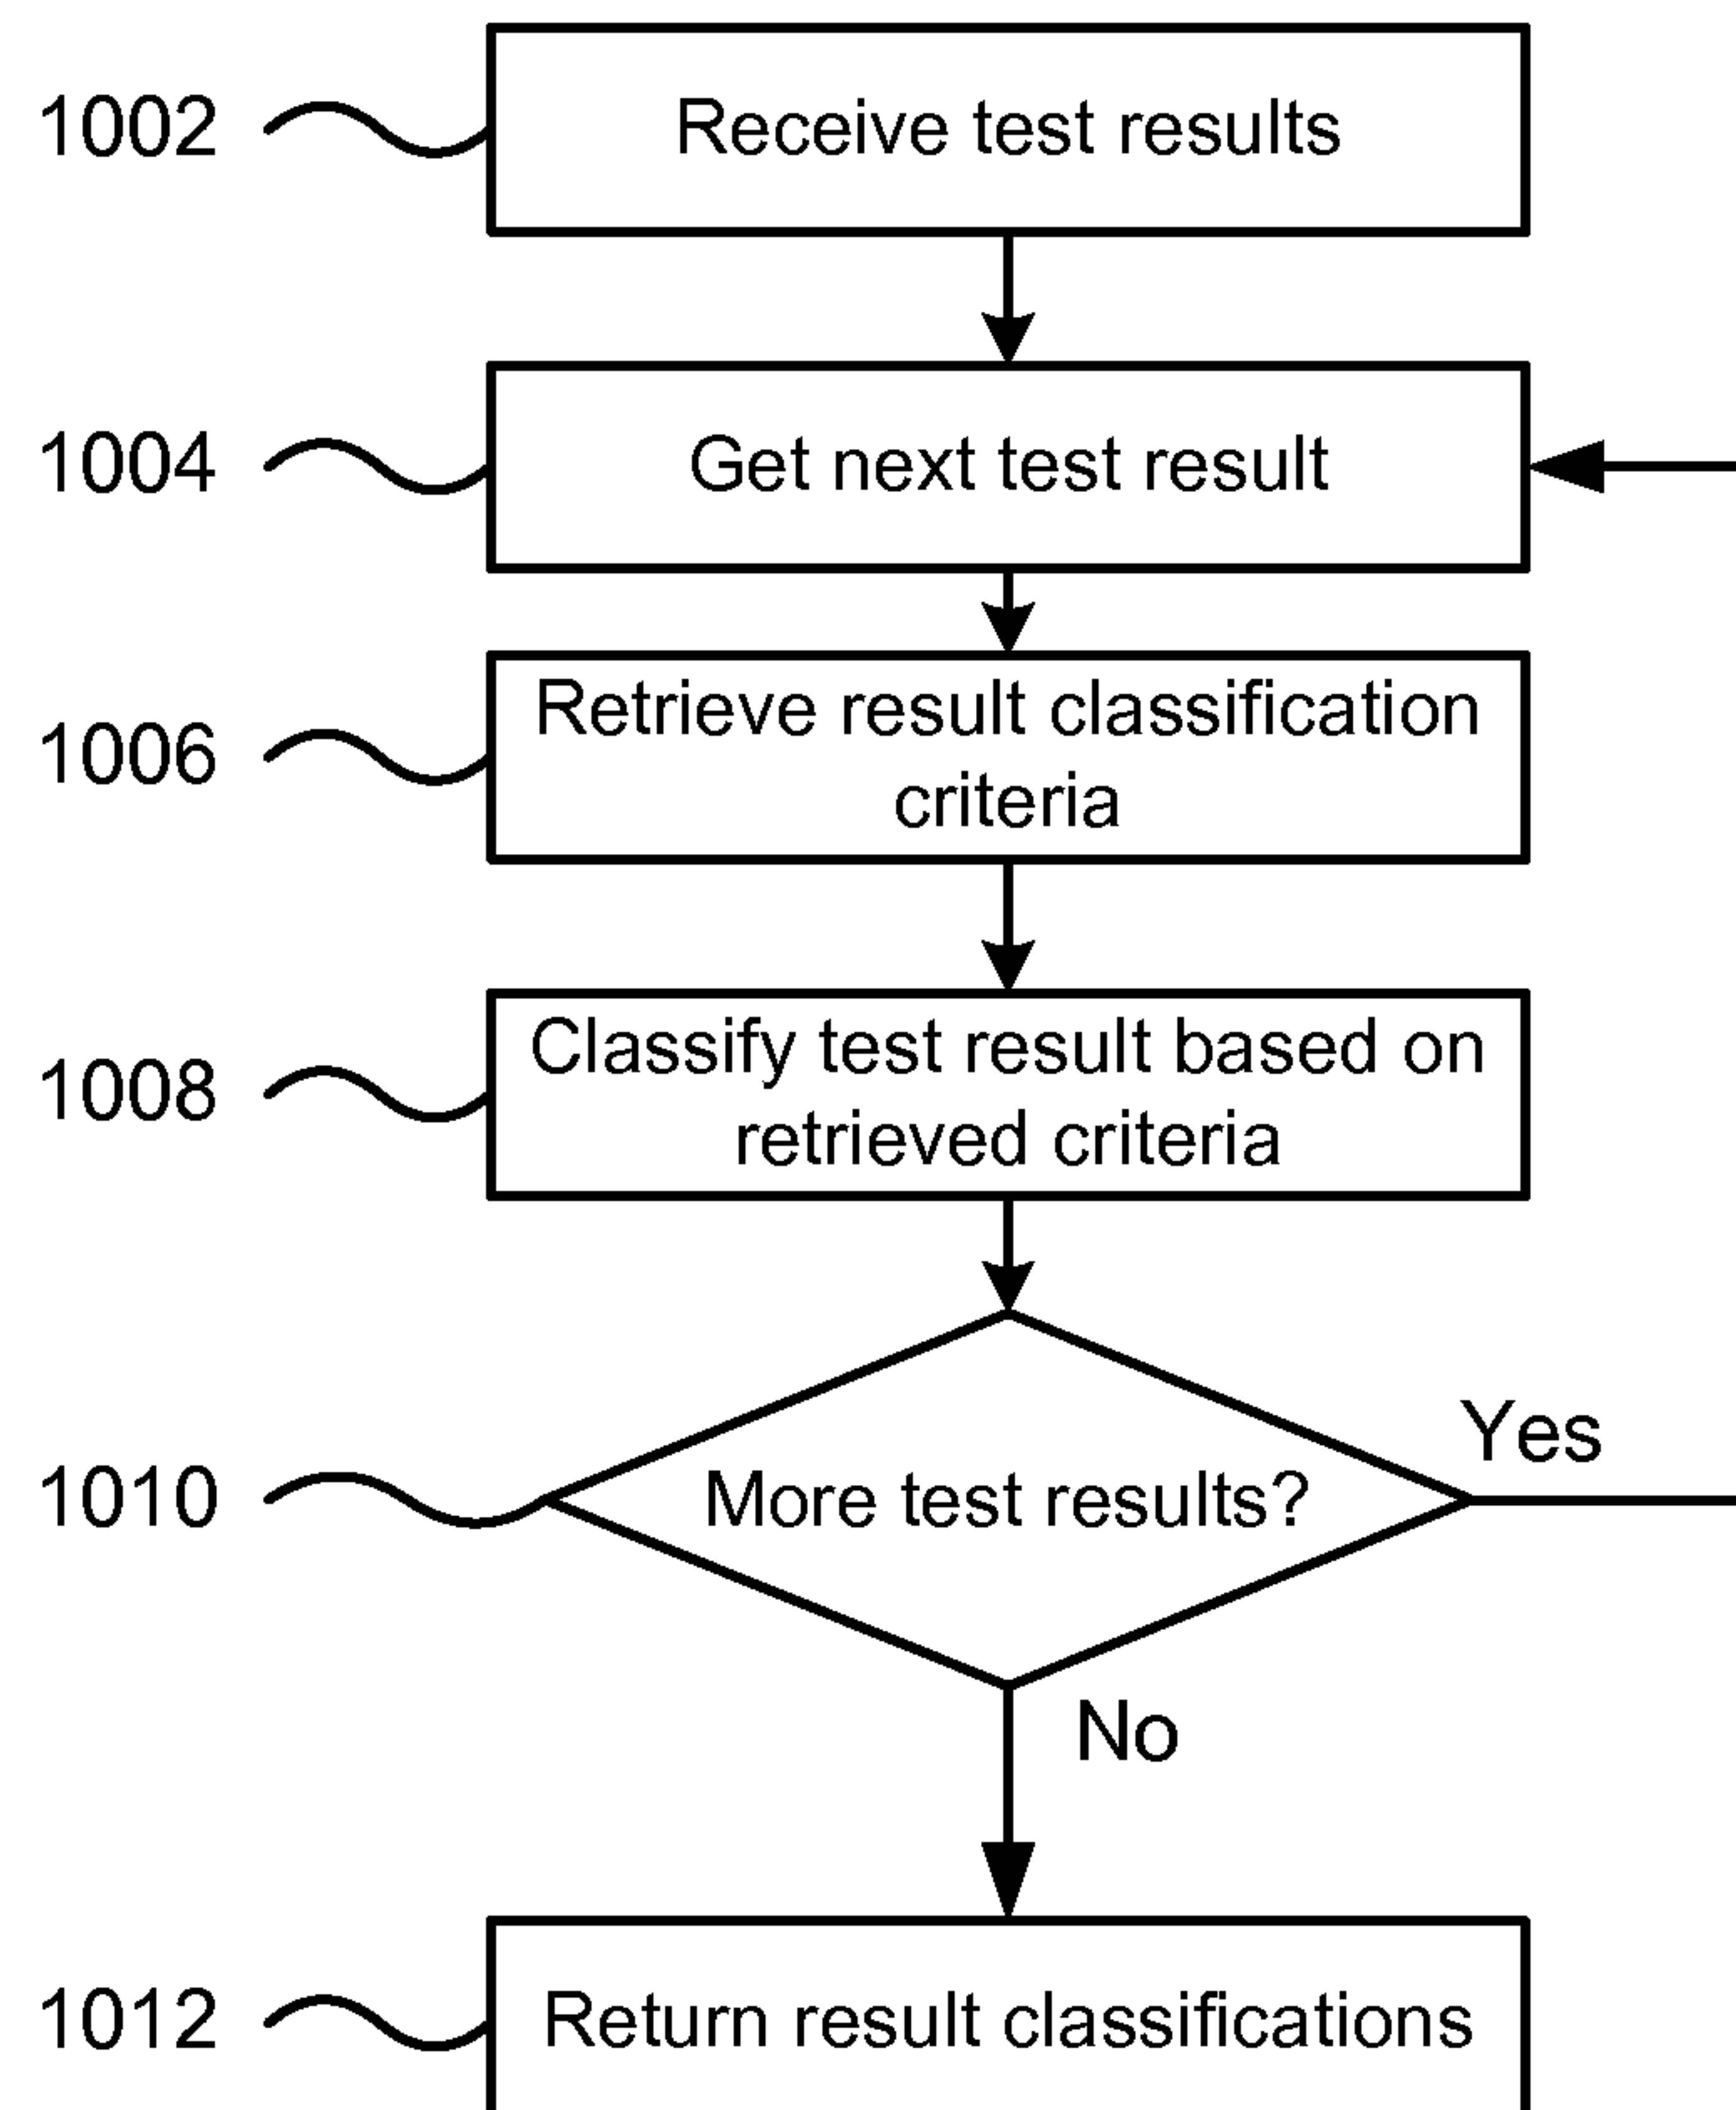 1002
Receive test results
1004
Get next test result
1006
Retrieve result classification
criteria
1008
Classify test result based on
retrieved criteria
1010
More test results?
Yes
No
1012
Return result classifications